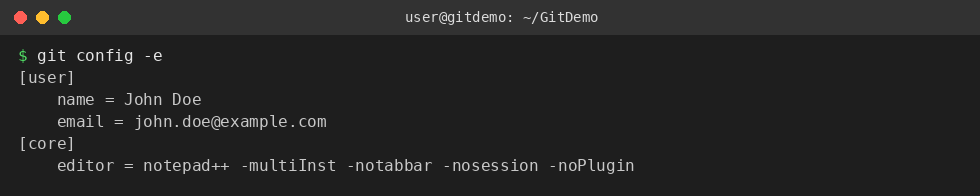 user@gitdemo: ~/GitDemo
$ git config -e
[user]
    name = John Doe
    email = john.doe@example.com
[core]
    editor = notepad++ -multiInst -notabbar -nosession -noPlugin